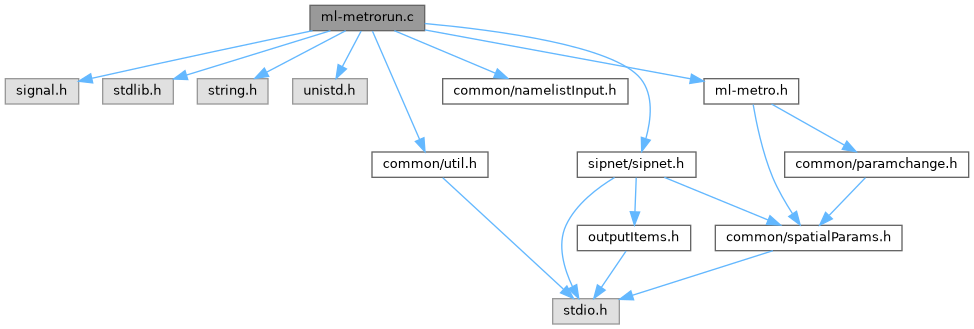 ml-metrorun.c
signal.h
stdlib.h
string.h
unistd.h
common/namelistInput.h
ml-metro.h
common/util.h
sipnet/sipnet.h
common/paramchange.h
outputItems.h
common/spatialParams.h
stdio.h